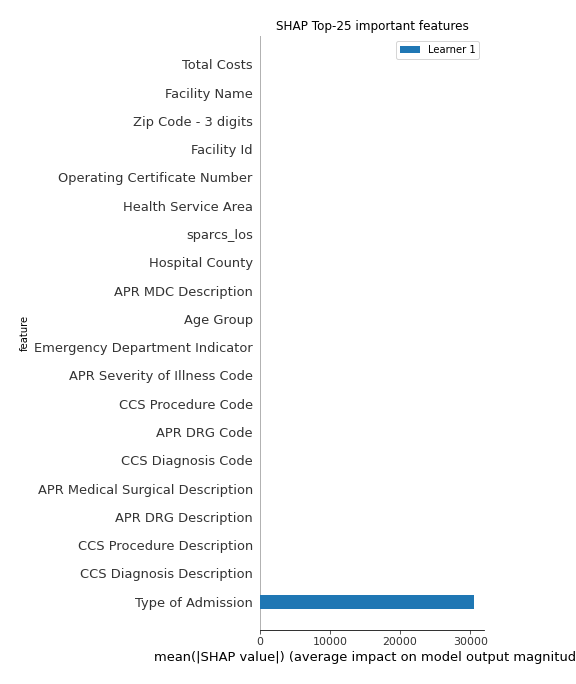 SHAP Top-25 important features
Learner 1
Total Costs
Facility Name
Zip Code - 3 digits
Facility Id
Operating Certificate Number
Health Service Area
sparcs_los
Hospital County
APR MDC Description
Age Group
feature
Emergency Department Indicator
APR Severity of Illness Code
CCS Procedure Code
APR DRG Code
CCS Diagnosis Code
APR Medical Surgical Description
APR DRG Description
CCS Procedure Description
CCS Diagnosis Description
Type of Admission
0 10000 20000 30000
mean(|SHAP value|) (average impact on model output magnitud